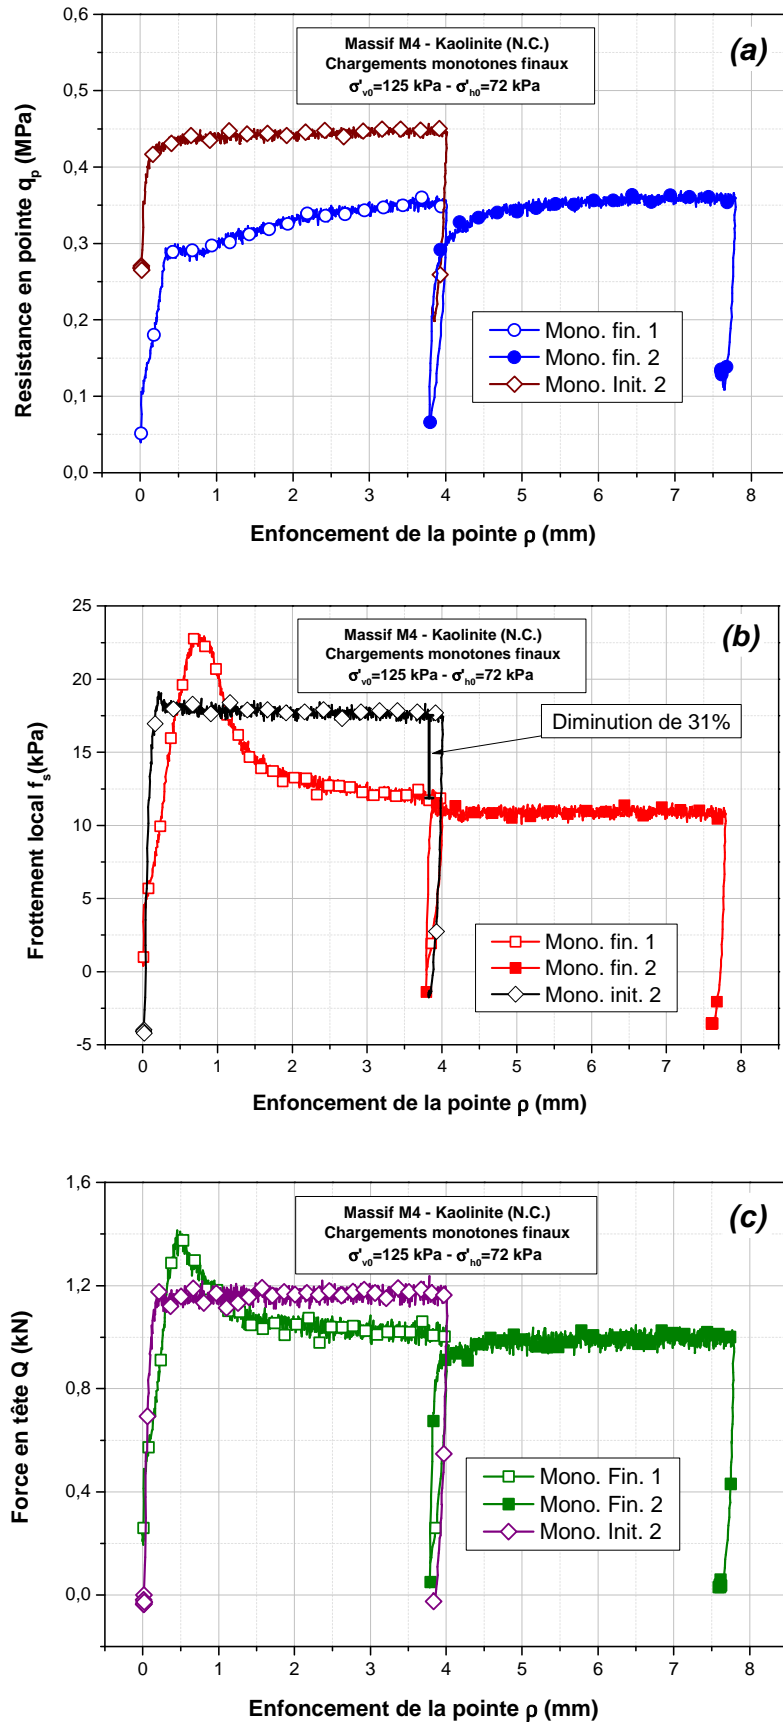 (a)
Massif M4 - Kaolinite (N.C.)
Chargements monotones finaux
σ'v0=125 kPa - σ'h0=72 kPa
Resistance en pointe qp (MPa)
0,6
0,5
0,4
0,3
0,2
0,1
0,0
Mono. fin. 1
Mono. fin. 2
Mono. Init. 2
0 1 2 3 4 5 6 7 8
Enfoncement de la pointe ρ (mm)
(b)
Massif M4 - Kaolinite (N.C.)
Chargements monotones finaux
σ'v0=125 kPa - σ'h0=72 kPa
Diminution de 31%
Frottement local fs(kPa)
25
20
15
10
5
0
-5
Mono. fin. 1
Mono. fin. 2
Mono. init. 2
0 1 2 3 4 5 6 7 8
Enfoncement de la pointe ρ (mm)
(c)
Massif M4 - Kaolinite (N.C.)
Chargements monotones finaux
σ'v0=125 kPa - σ'h0=72 kPa
Force en tête Q (kN)
1,6
1,2
0,8
0,4
0,0
Mono. Fin. 1
Mono. Fin. 2
Mono. Init. 2
0 1 2 3 4 5 6 7 8
Enfoncement de la pointe ρ (mm)